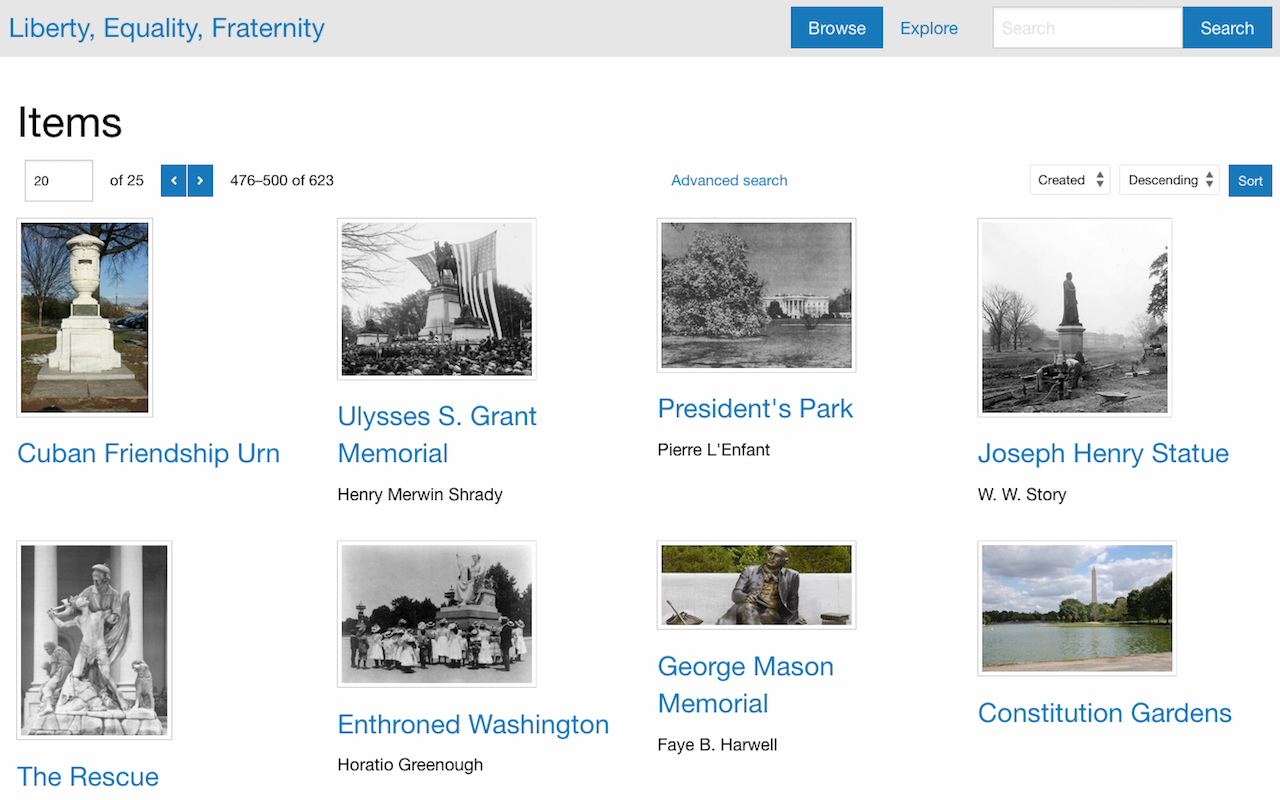 Liberty, Equality, Fraternity
Browse
Explore
Search
Search
Items
20
of 25
476–500 of 623
Advanced search
Created
Descending
Sort
Cuban Friendship Urn
Ulysses S. Grant
Memorial
Henry Merwin Shrady
President's Park
Pierre L'Enfant
Joseph Henry Statue
W. W. Story
The Rescue
Enthroned Washington
Horatio Greenough
George Mason
Memorial
Faye B. Harwell
Constitution Gardens